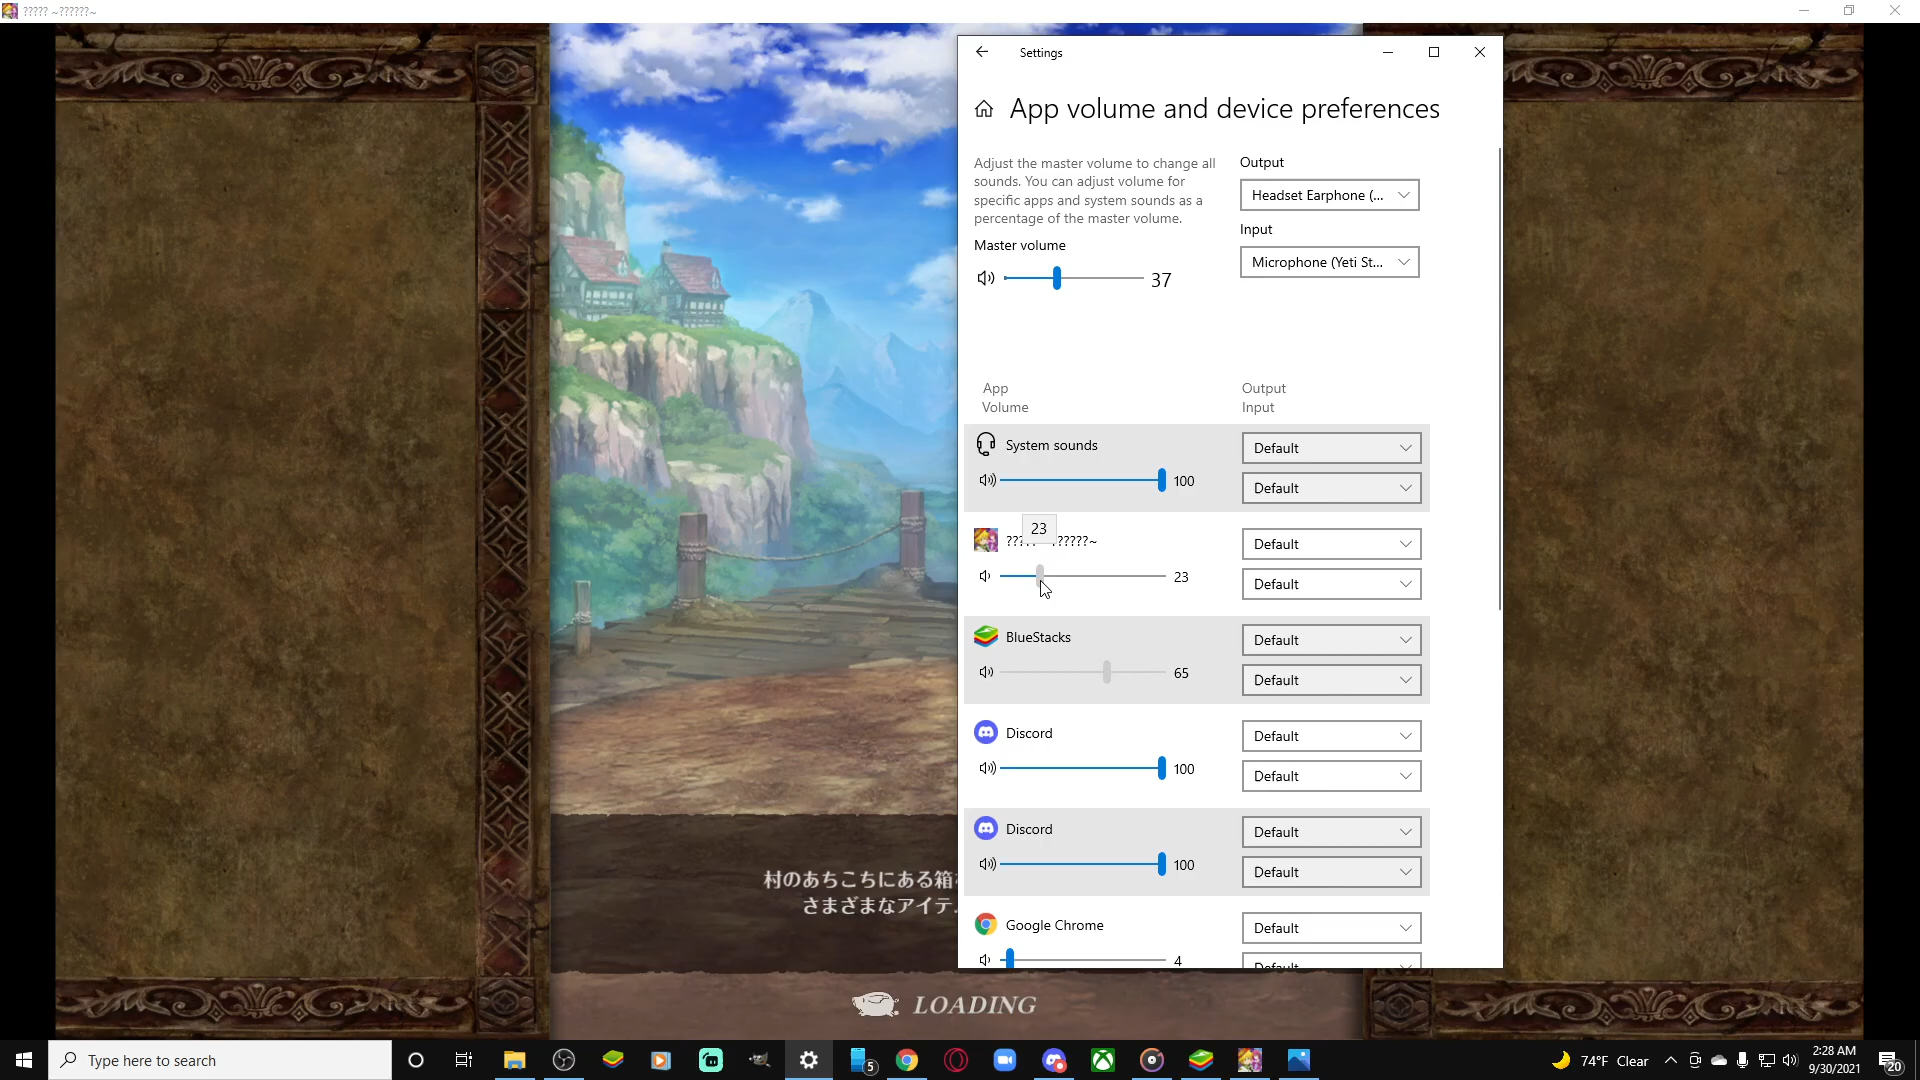 ????? ~??????~
Settings
App volume and device preferences
Adjust the master volume to change all
sounds. You can adjust volume for
specific apps and system sounds as a
percentage of the master volume.
Master volume
37
Output
Headset Earphone (...
Input
Microphone (Yeti St...
App
Volume
Output
Input
System sounds
100
Default
Default
23
??????~
23
Default
Default
BlueStacks
65
Default
Default
Discord
100
Default
Default
Discord
100
Default
Default
Google Chrome
4
Default
Default
村のあちこちにある箱
さまざまなアイテ
LOADING
Type here to search
5
74°F Clear
2:28 AM
9/30/2021
20